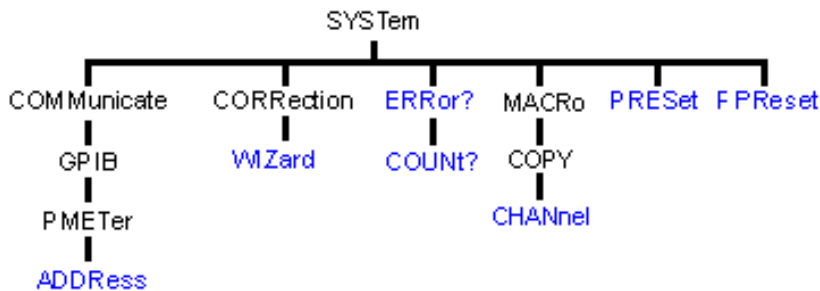 SYSTem
COMMunicate CORRection ERRor? MACRo PRESet FPReset
GPIB WIZard COUNt? COPY
PMETer CHANnel
ADDRess